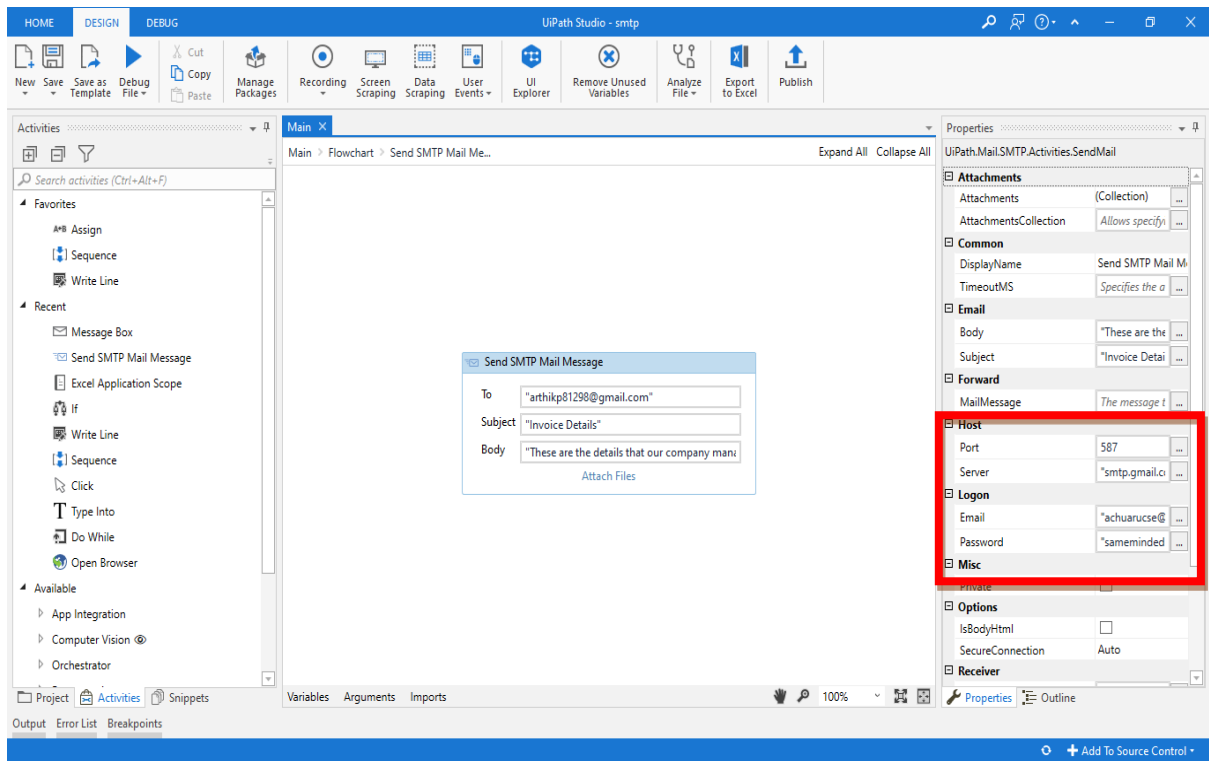 HOME DESIGN DEBUG UiPath Studio - smtp
New Save Save as Template Debug File Cut Copy Paste Manage Packages Recording Screen Scraping Data Scraping User Events UI Explorer Remove Unused Variables Analyze File Export to Excel Publish
Activities
Search activities (Ctrl+Alt+F)
Favorites
A*B Assign
Sequence
Write Line
Recent
Message Box
Send SMTP Mail Message
Excel Application Scope
If
Write Line
Sequence
Click
Type Into
Do While
Open Browser
Available
App Integration
Computer Vision
Orchestrator
Project Activities Snippets
Main
Main > Flowchart > Send SMTP Mail Me... Expand All Collapse All
Send SMTP Mail Message
To "arthikp81298@gmail.com"
Subject "Invoice Details"
Body "These are the details that our company mana
Attach Files
Variables Arguments Imports 100%
Properties
UiPath.Mail.SMTP.Activities.SendMail
Attachments
Attachments (Collection) ...
AttachmentsCollection Allows specifyi ...
Common
DisplayName Send SMTP Mail M
TimeoutMS Specifies the a ...
Email
Body "These are the ...
Subject "Invoice Detai ...
Forward
MailMessage The message t ...
Host
Port 587 ...
Server "smtp.gmail.c ...
Logon
Email "achuarucse@ ...
Password "sameminded ...
Misc
Private
Options
IsBodyHtml
SecureConnection Auto
Receiver
Properties Outline
Output Error List Breakpoints
Add To Source Control